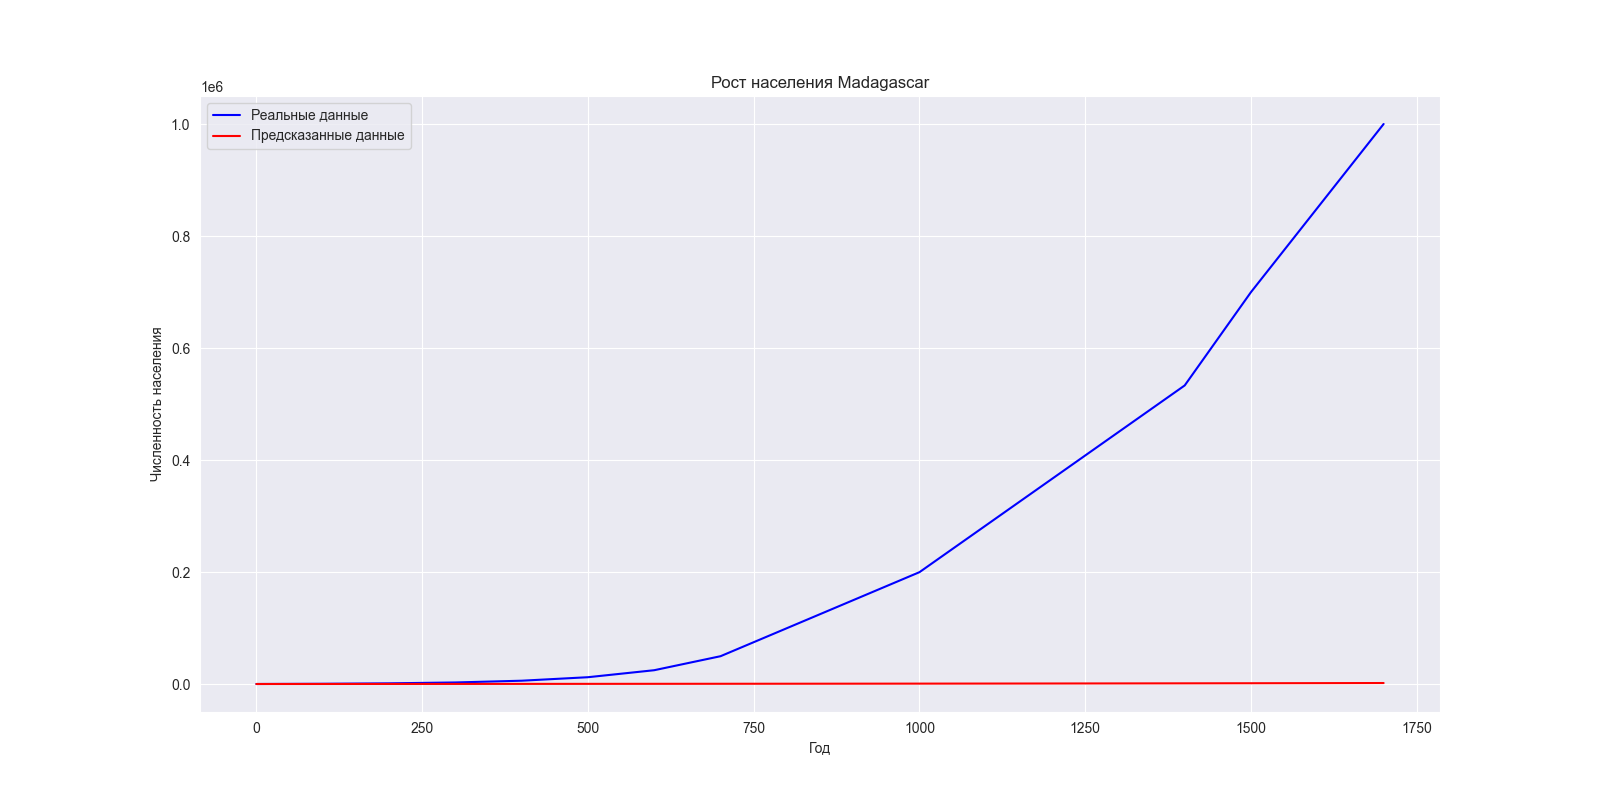 Рост населения Madagascar
1e6
Реальные данные
Предсказанные данные
1.0
0.8
0.6
0.4
0.2
0.0
Численность населения
0 250 500 750 1000 1250 1500 1750
Год